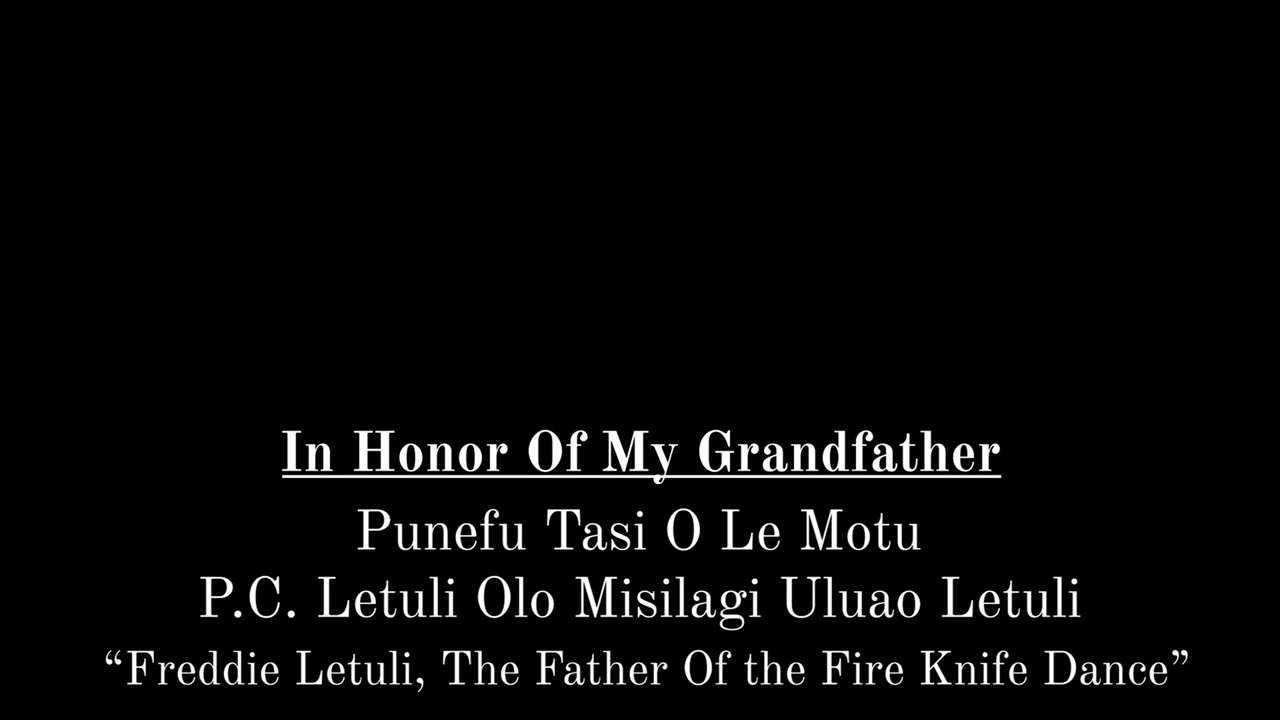 In Honor Of My Grandfather
Punefu Tasi O Le Motu
P.C. Letuli Olo Misilagi Uluao Letuli
“Freddie Letuli, The Father Of the Fire Knife Dance”